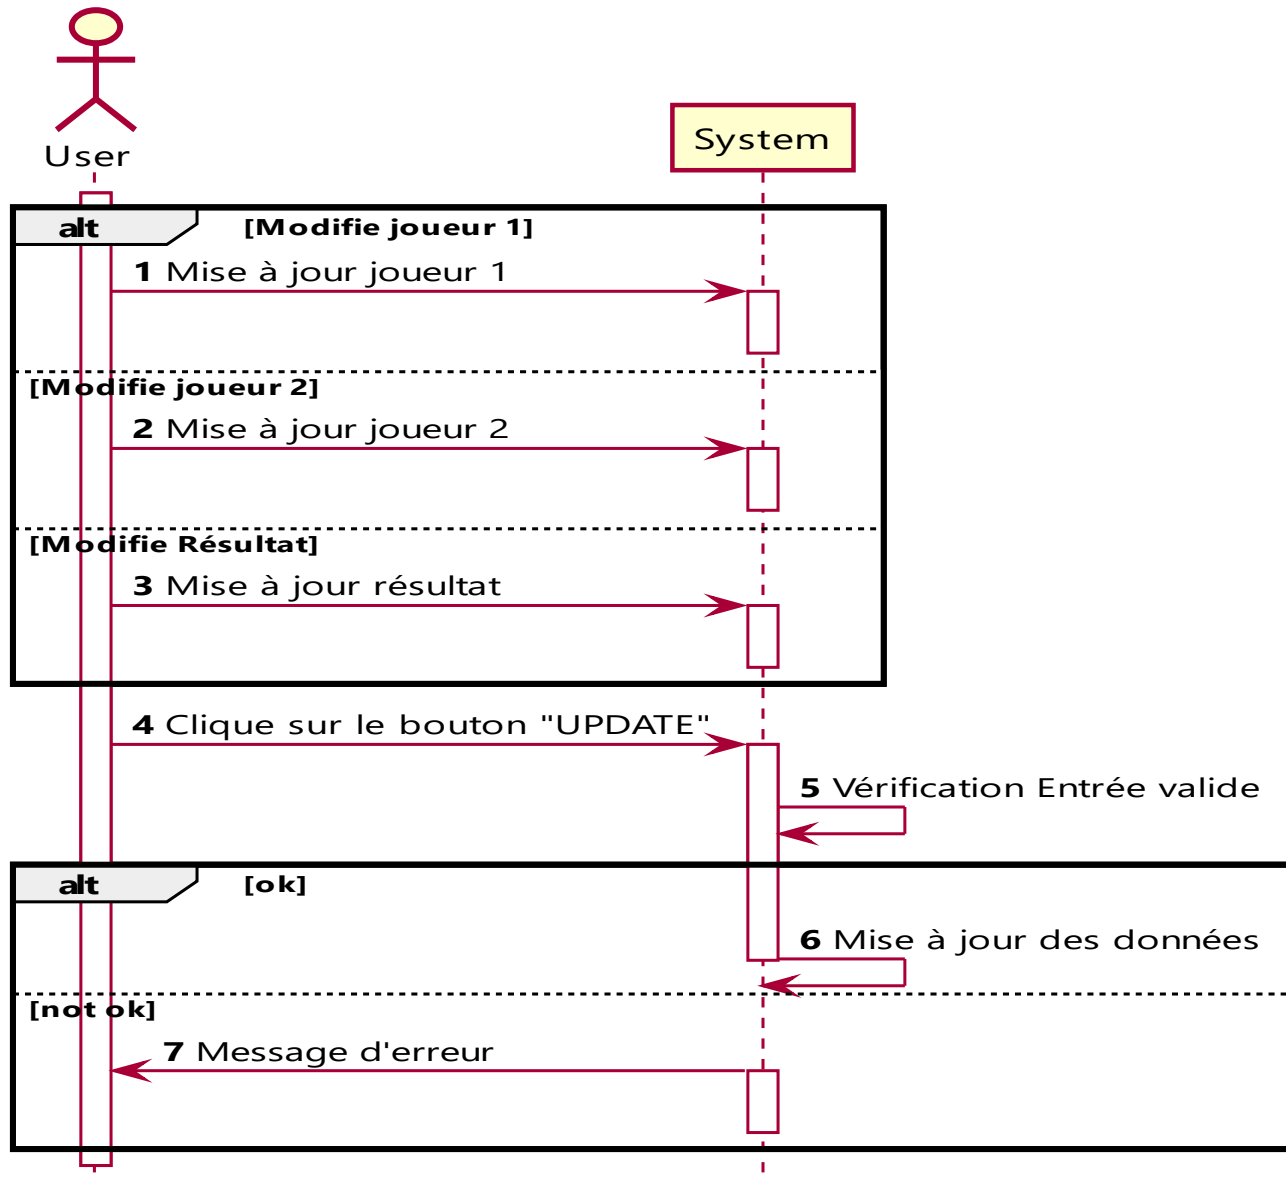 User
System
alt [Modifie joueur 1]
1 Mise à jour joueur 1
[Modifie joueur 2]
2 Mise à jour joueur 2
[Modifie Résultat]
3 Mise à jour résultat
4 Clique sur le bouton "UPDATE"
5 Vérification Entrée valide
alt [ok]
6 Mise à jour des données
[not ok]
7 Message d'erreur